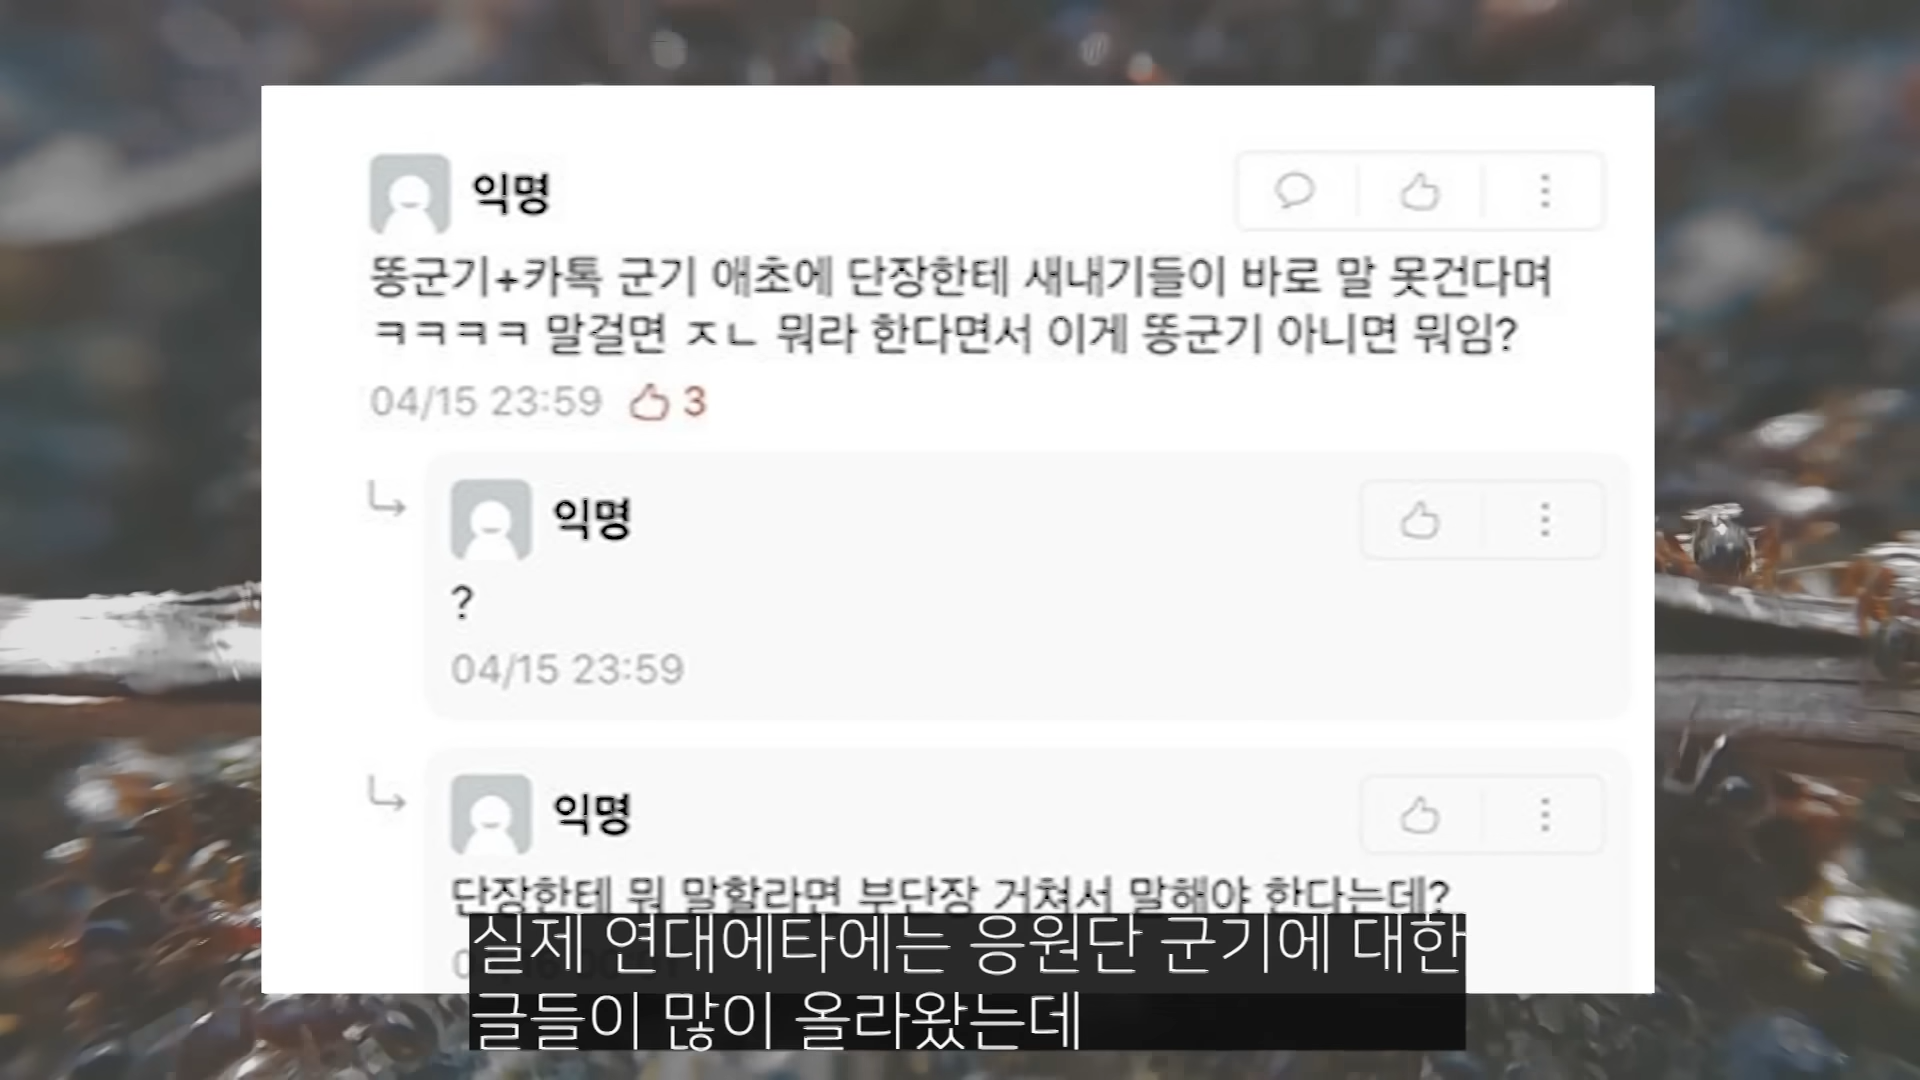 익명
똥군기+카톡 군기 애초에 단장한테 새내기들이 바로 말 못건다며
ㅋㅋㅋㅋ 말걸면 ㅈㄴ 뭐라 한다면서 이게 똥군기 아니면 뭐임?
04/15 23:59 3
익명
?
04/15 23:59
익명
단장한테 뭐 말할라면 부단장 거쳐서 말해야 한다는데?
실제 연대에타에는 응원단 군기에 대한
글들이 많이 올라왔는데